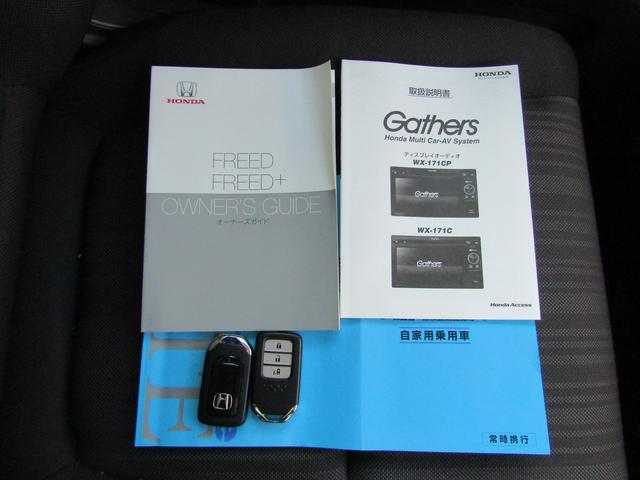 HONDA
FREED
FREED+
OWNER'S GUIDE
オーナーズガイド
HONDA
取扱説明書
Gathers
Honda Multi Car-AV System
ディスプレイオーディオ
WX-171CP
Gathers
WX-171C
Gathers
Honda Access
自家用乗用車
常時携行